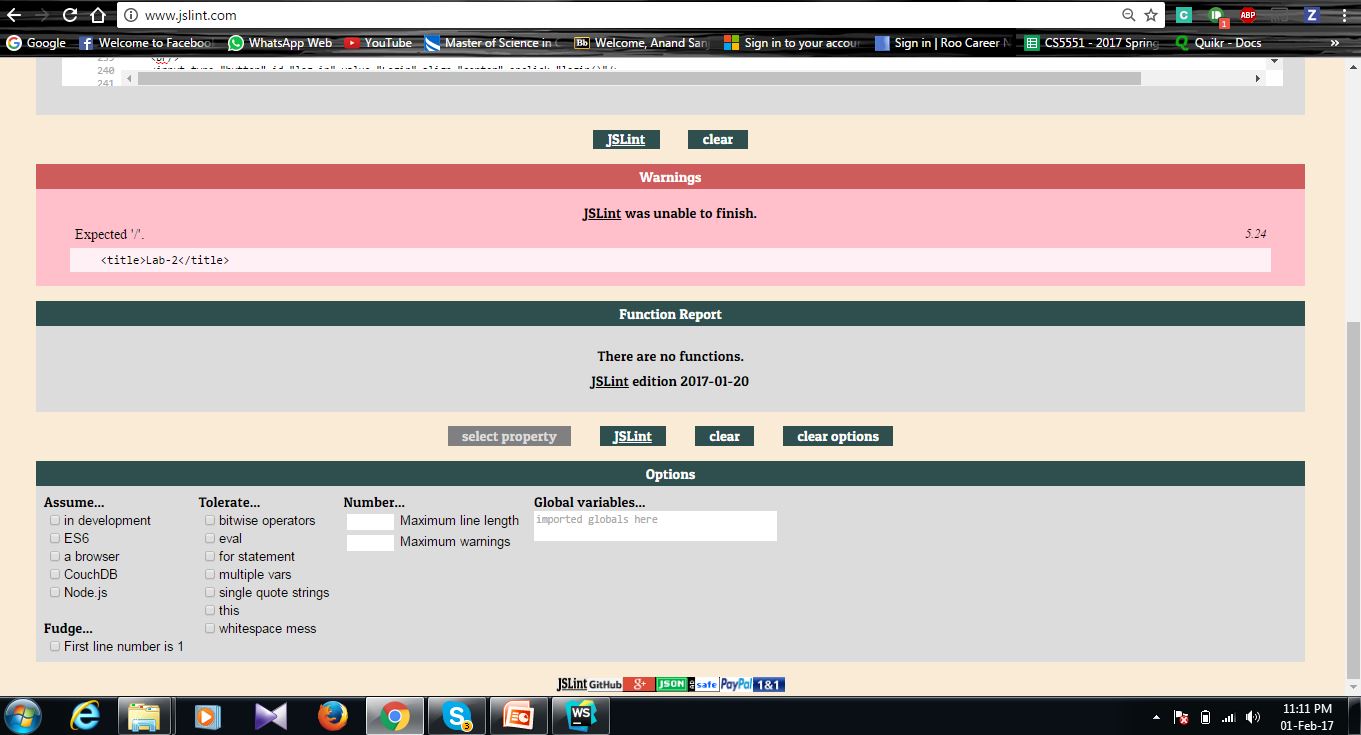 www.jslint.com
Google Welcome to Faceboo WhatsApp Web YouTube Master of Science in Welcome, Anand San Sign in to your accou Sign in | Roo Career N CS5551 - 2017 Spring Quikr - Docs »
240
241
JSLint clear
Warnings
JSLint was unable to finish.
Expected '/'. 5.24
<title>Lab-2</title>
Function Report
There are no functions.
JSLint edition 2017-01-20
select property JSLint clear clear options
Options
Assume... Tolerate... Number... Global variables...
in development bitwise operators Maximum line length imported globals here
ES6 eval Maximum warnings
a browser for statement
CouchDB multiple vars
Node.js single quote strings
this
Fudge... whitespace mess
First line number is 1
JSLint GitHub g+ JSON safe PayPal 1&1
11:11 PM
01-Feb-17